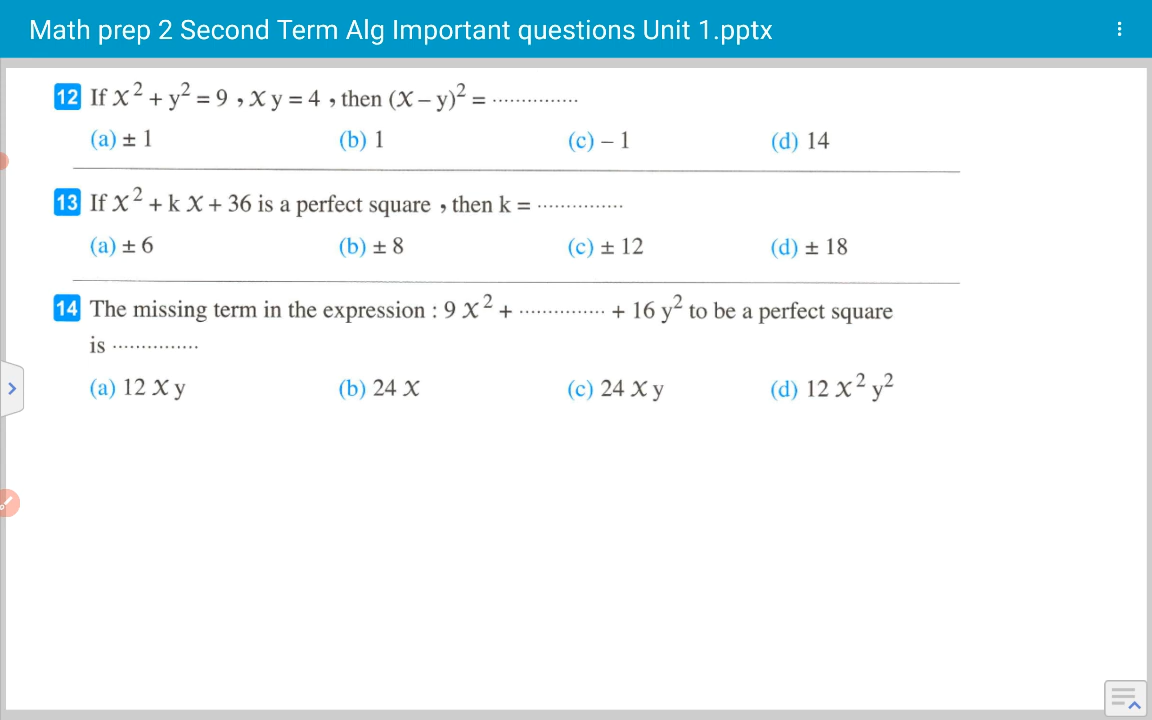 Math prep 2 Second Term Alg Important questions Unit 1.pptx
12 If x² + y² = 9 , x y = 4 , then (x – y)² = ...............
(a) ± 1 (b) 1 (c) – 1 (d) 14
13 If x² + k x + 36 is a perfect square , then k = ...............
(a) ± 6 (b) ± 8 (c) ± 12 (d) ± 18
14 The missing term in the expression : 9 x² + ............... + 16 y² to be a perfect square
is ...............
(a) 12 x y (b) 24 x (c) 24 x y (d) 12 x² y²